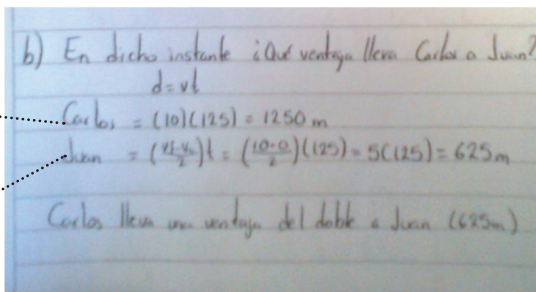 b) En dicho instante ¿Qué ventaja lleva Carlos a Juan?
d=vt
Carlos = (10)(125) = 1250 m
Juan = (vf-vo/2)t = (10-0/2)(125) = 5(125) = 625m
Carlos lleva una ventaja del doble a Juan (625m)